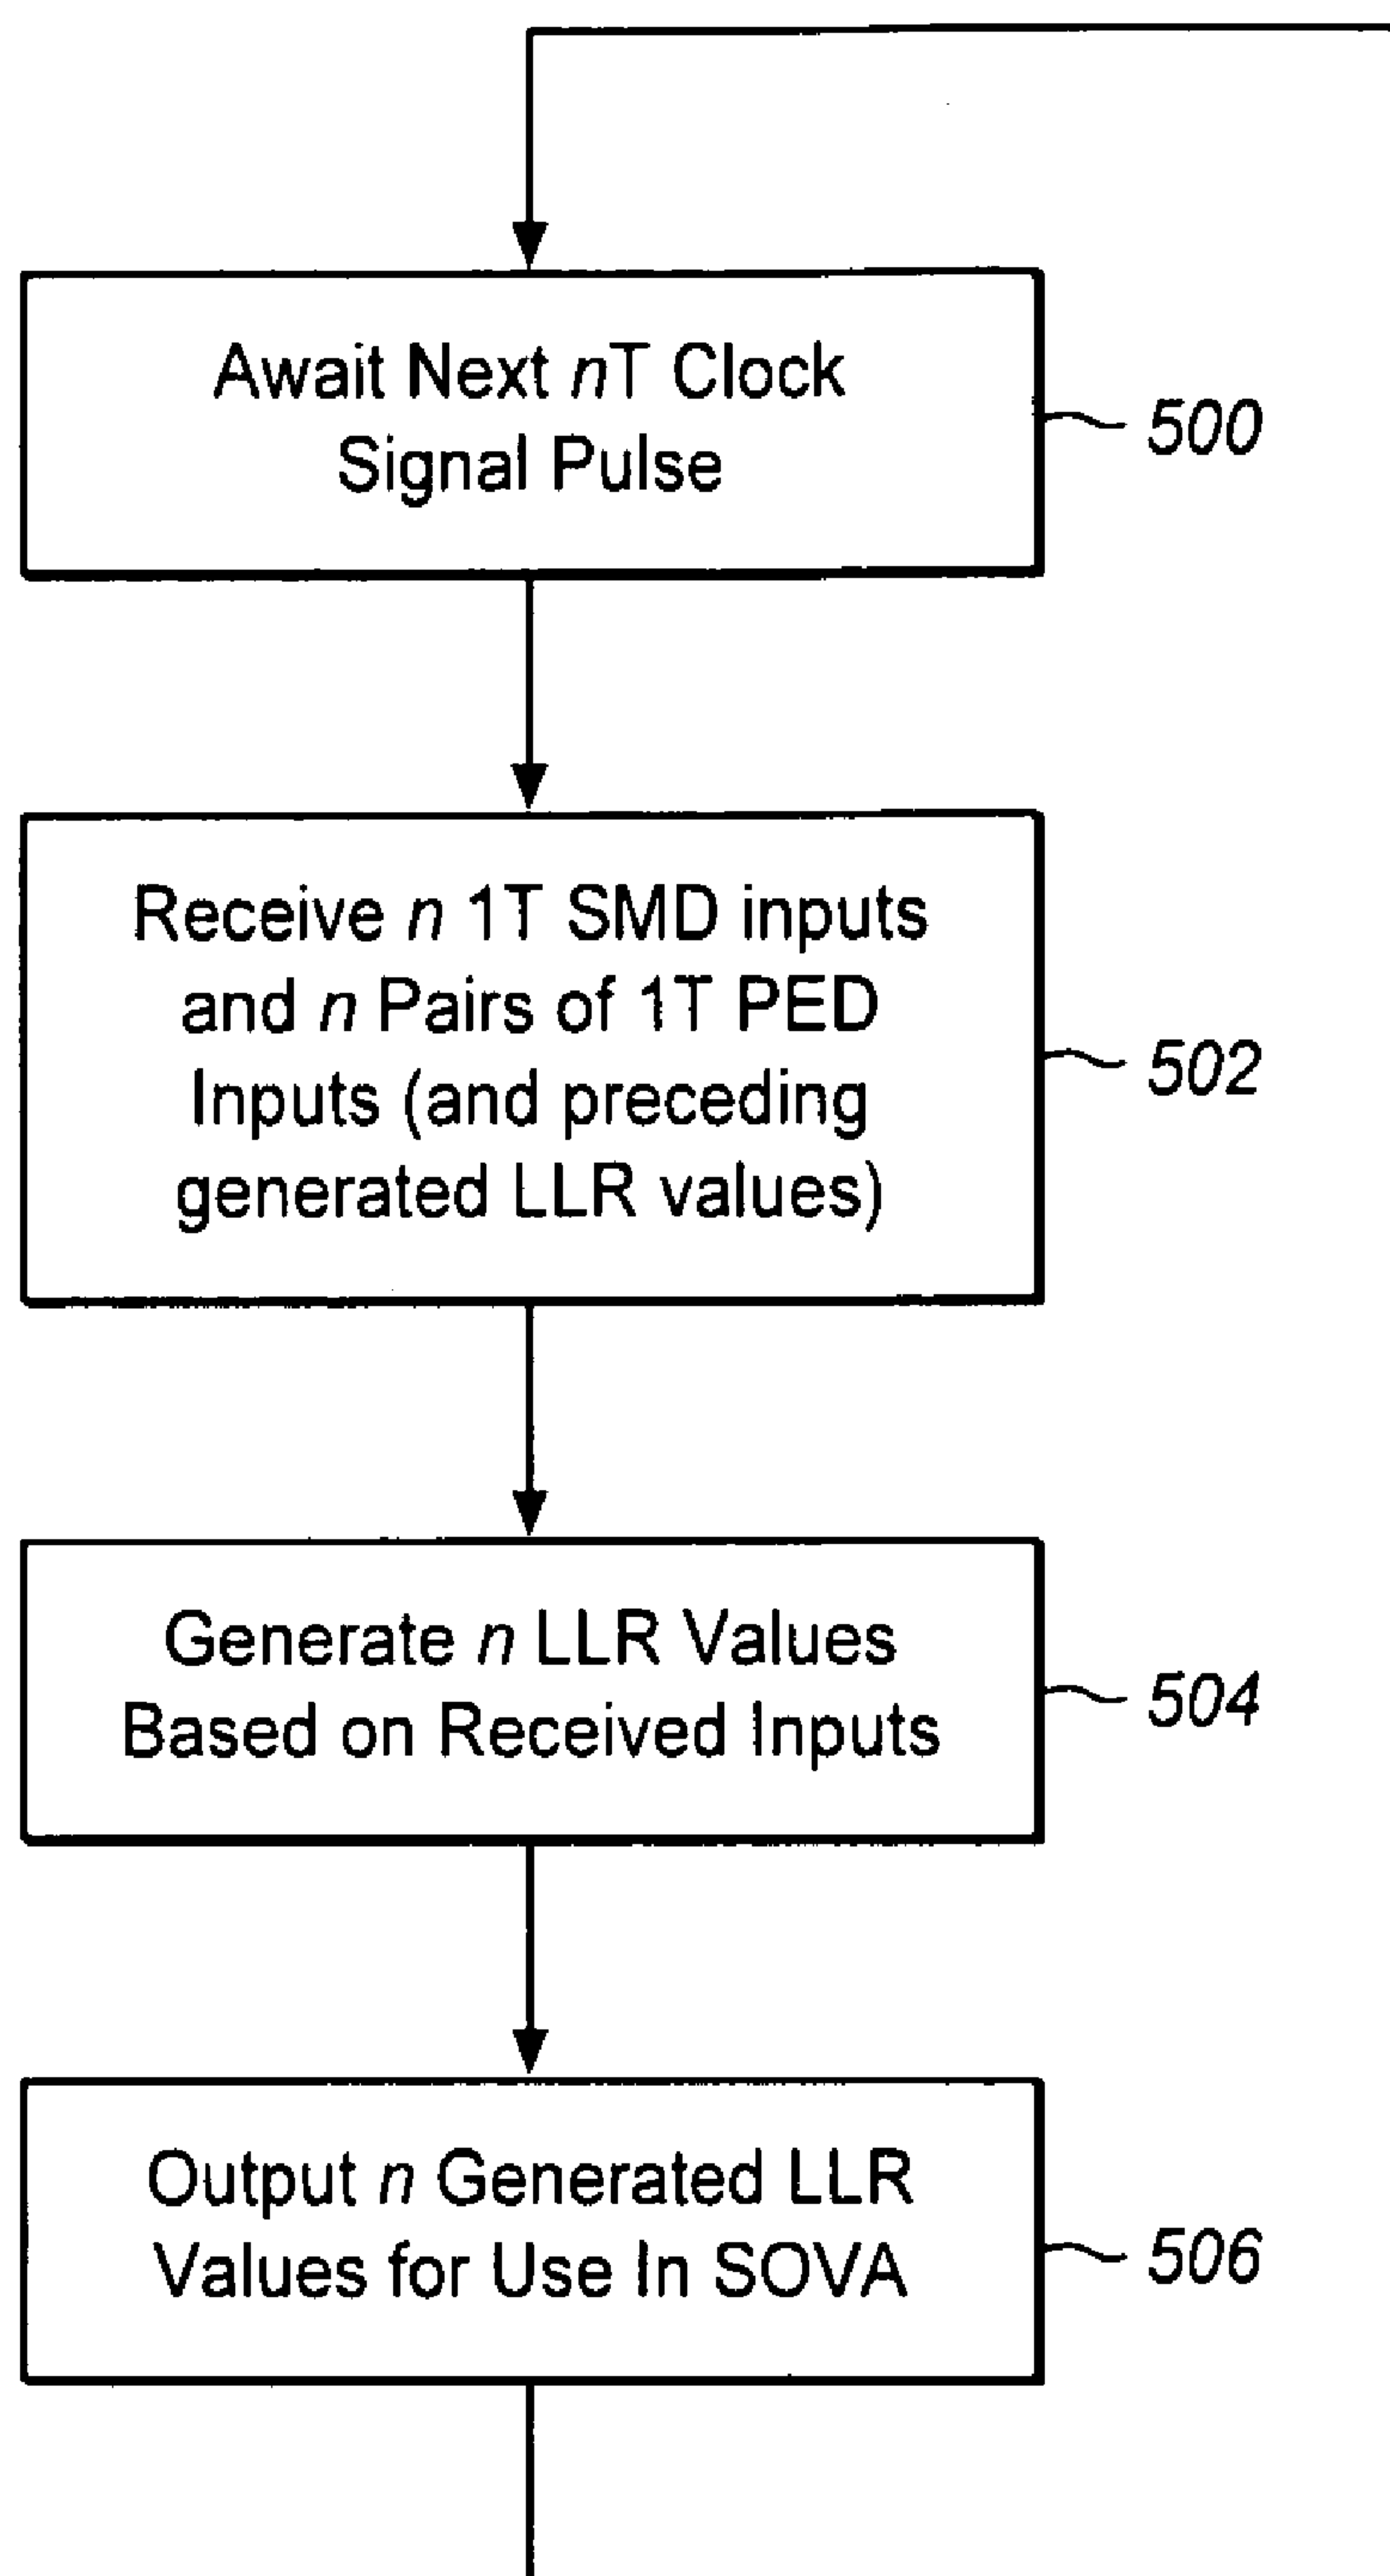 Await Next nT Clock
Signal Pulse
500
Receive n 1T SMD inputs
and n Pairs of 1T PED
Inputs (and preceding
generated LLR values)
502
Generate n LLR Values
Based on Received Inputs
504
Output n Generated LLR
Values for Use In SOVA
506